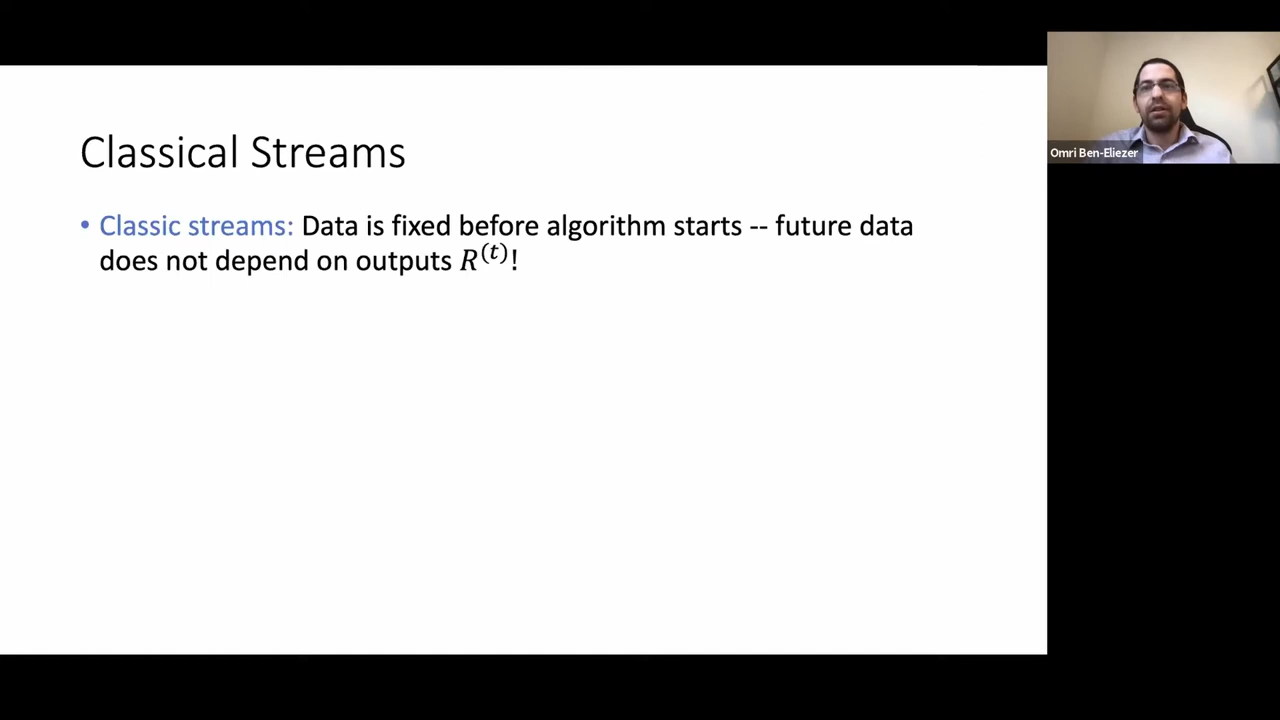 Classical Streams
• Classic streams: Data is fixed before algorithm starts -- future data
does not depend on outputs R^(t)!
Omri Ben-Eliezer